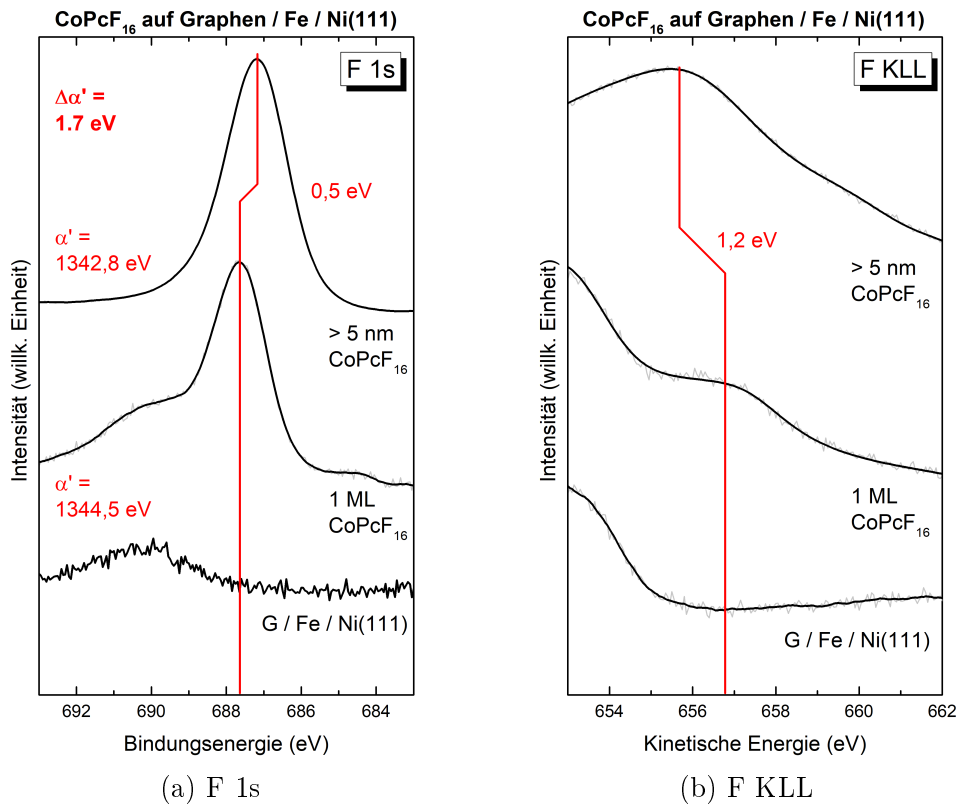 CoPcF16 auf Graphen / Fe / Ni(111)
F 1s
Δα' =
1.7 eV
0,5 eV
α' =
1342,8 eV
> 5 nm
CoPcF16
α' =
1344,5 eV
1 ML
CoPcF16
G / Fe / Ni(111)
Intensität (willk. Einheit)
692 690 688 686 684
Bindungsenergie (eV)
(a) F 1s
CoPcF16 auf Graphen / Fe / Ni(111)
F KLL
1,2 eV
> 5 nm
CoPcF16
1 ML
CoPcF16
G / Fe / Ni(111)
Intensität (willk. Einheit)
654 656 658 660 662
Kinetische Energie (eV)
(b) F KLL